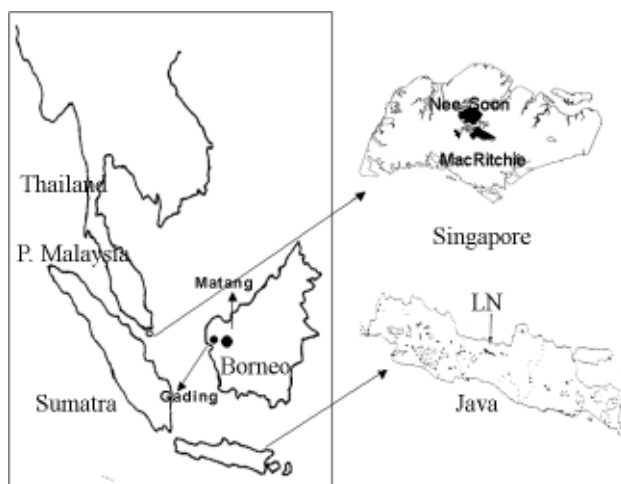 Thailand
P. Malaysia
Matang
Borneo
Gading
Sumatra
Nee Soon
MacRitchie
Singapore
LN
Java